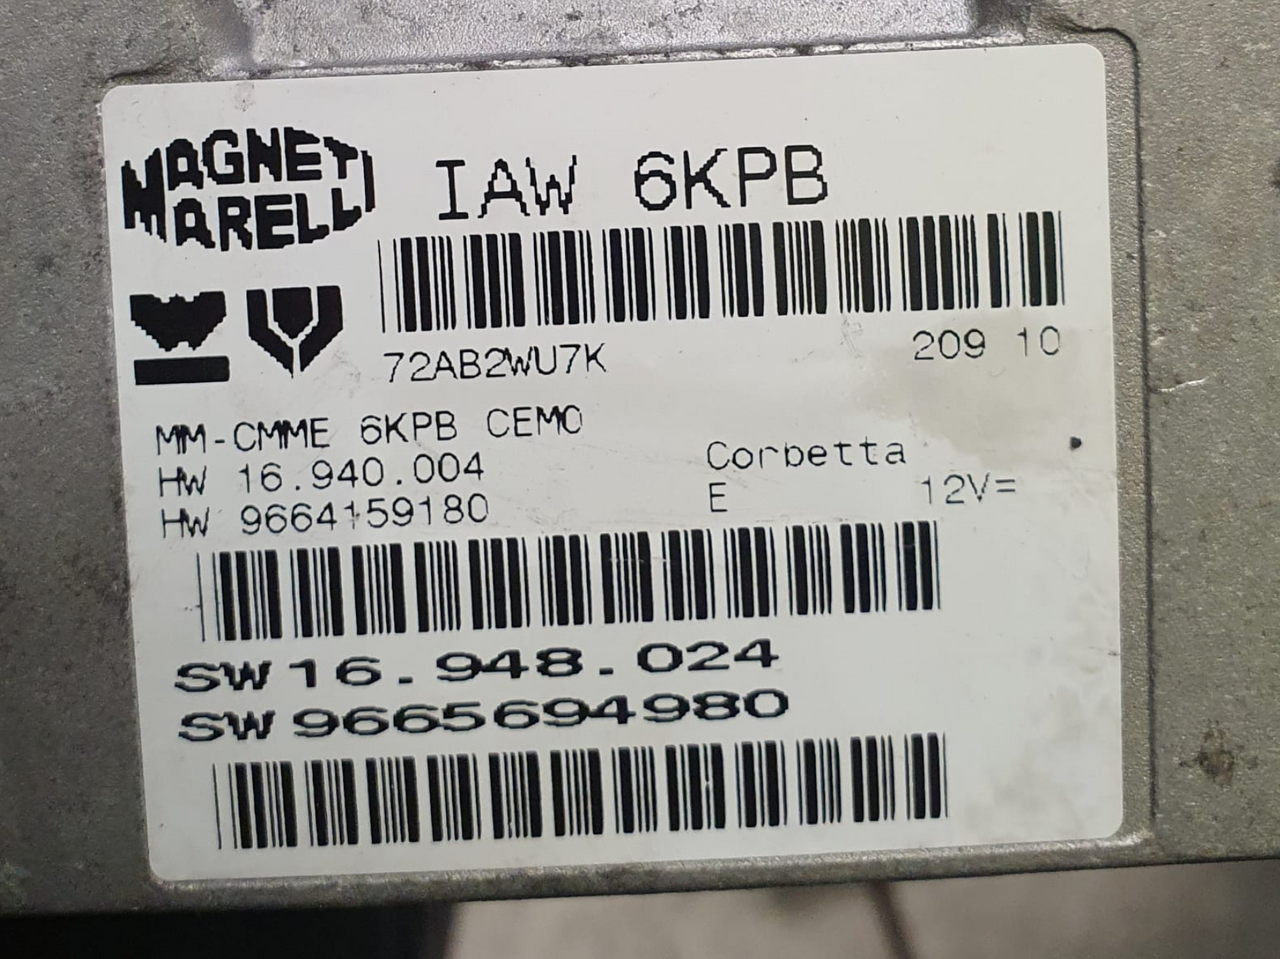 MAGNETI
MARELLI
IAW 6KPB
72AB2WU7K
209 10
MM-CMME 6KPB CEMO
HW 16.940.004
Corbetta
HW 9664159180
E
12V=
SW 16.948.024
SW 9665694980